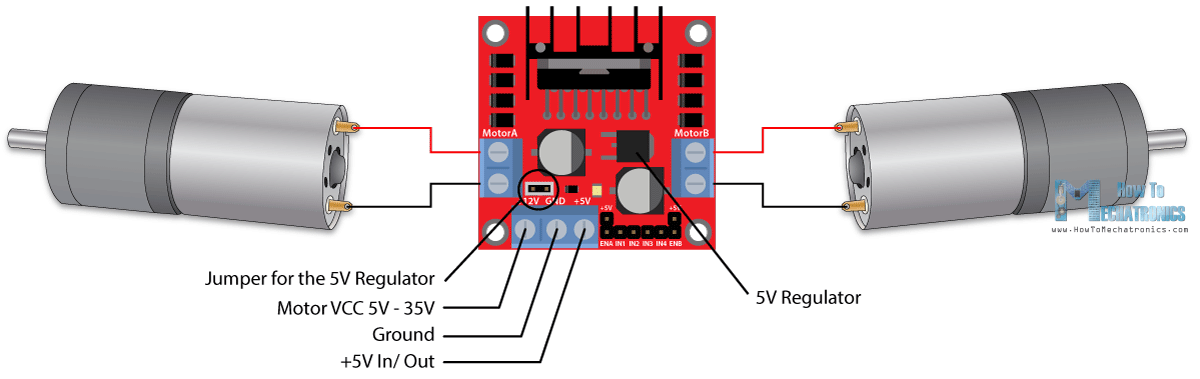 MotorA
MotorB
12V GND +5V
+5V
+5V
ENA IN1 IN2 IN3 IN4 ENB
Jumper for the 5V Regulator
Motor VCC 5V - 35V
Ground
+5V In/ Out
5V Regulator
How To
Mechatronics
www.HowToMechatronics.com